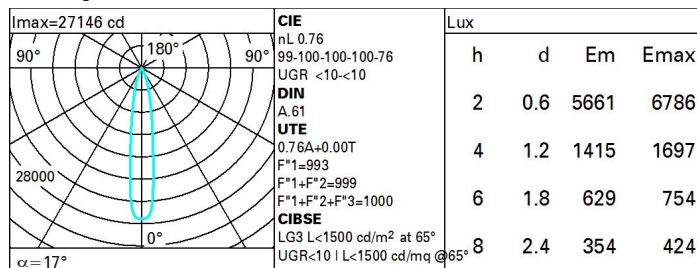 Imax=27146 cd
90°
180°
90°
28000
0°
α=17°
CIE
nL 0.76
99-100-100-100-76
UGR <10-<10
DIN
A.61
UTE
0.76A+0.00T
F"1=993
F"1+F"2=999
F"1+F"2+F"3=1000
CIBSE
LG3 L<1500 cd/m² at 65°
UGR<10 | L<1500 cd/mq @65°
Lux
h d Em Emax
2 0.6 5661 6786
4 1.2 1415 1697
6 1.8 629 754
8 2.4 354 424